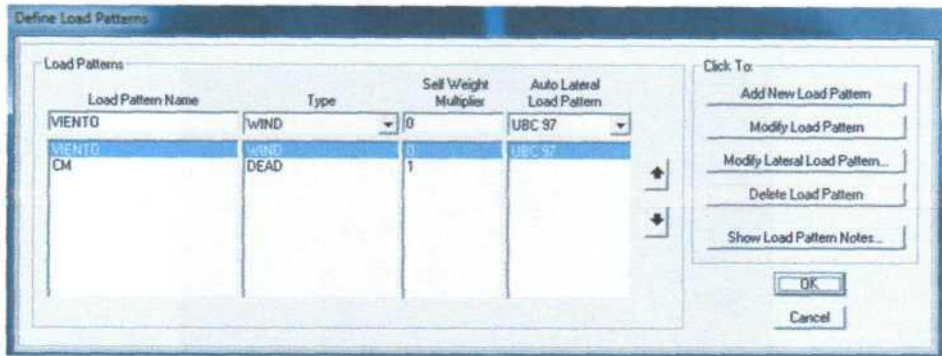 Define Load Patterns
Load Patterns
Click To:
Load Pattern Name Type Self Weight Multiplier Auto Lateral Load Pattern
VIENTO WIND 0 UBC 97
VIENTO WIND 0 UBC 97
CM DEAD 1
Add New Load Pattern
Modify Load Pattern
Modify Lateral Load Pattern...
Delete Load Pattern
Show Load Pattern Notes...
OK
Cancel